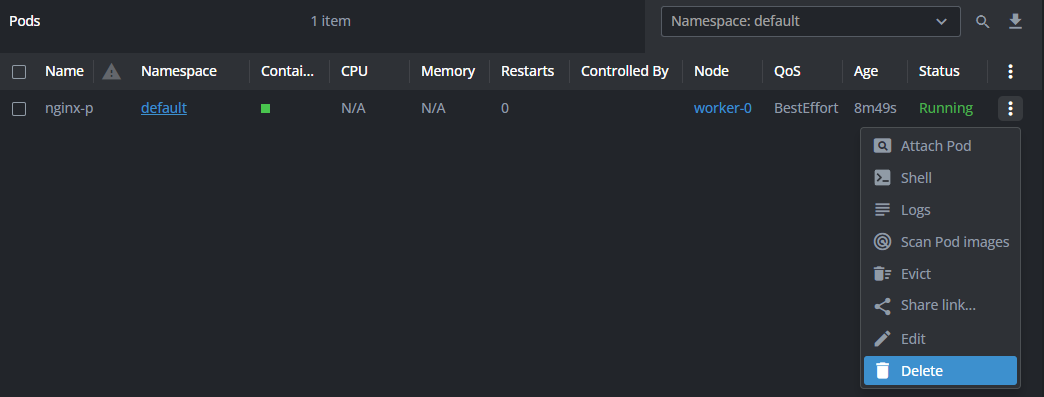 Pods 1 item Namespace: default
Name Namespace Contai... CPU Memory Restarts Controlled By Node QoS Age Status
nginx-p default N/A N/A 0 worker-0 BestEffort 8m49s Running
Attach Pod
Shell
Logs
Scan Pod images
Evict
Share link...
Edit
Delete